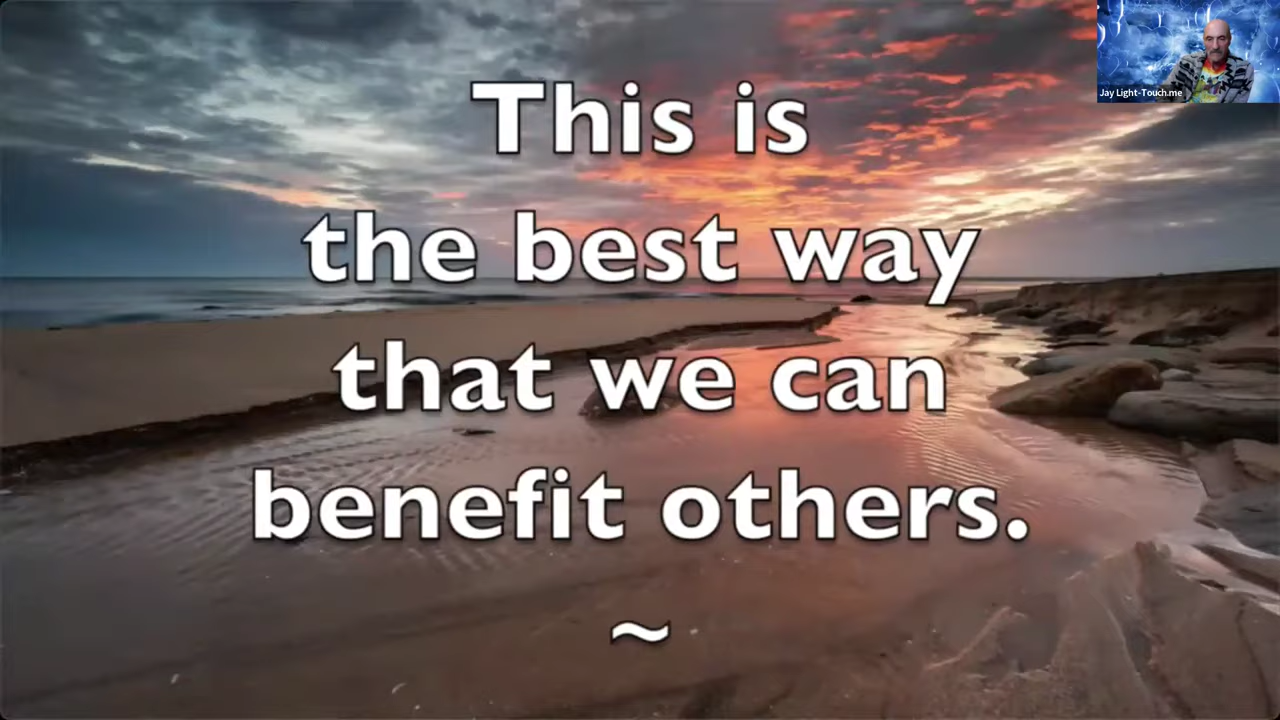 Jay Light-Touch.me
This is
the best way
that we can
benefit others.
~